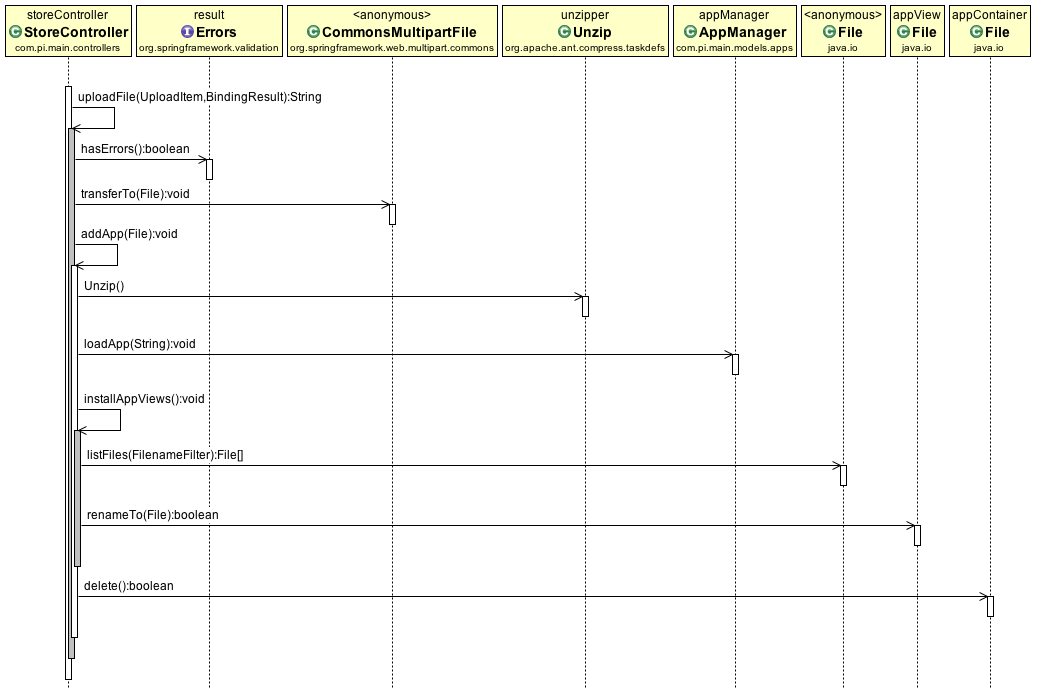 storeController
C StoreController
com.pi.main.controllers
result
I Errors
org.springframework.validation
<anonymous>
C CommonsMultipartFile
org.springframework.web.multipart.commons
unzipper
C Unzip
org.apache.ant.compress.taskdefs
appManager
C AppManager
com.pi.main.models.apps
<anonymous>
C File
java.io
appView
C File
java.io
appContainer
C File
java.io
uploadFile(UploadItem,BindingResult):String
hasErrors():boolean
transferTo(File):void
addApp(File):void
Unzip()
loadApp(String):void
installAppViews():void
listFiles(FilenameFilter):File[]
renameTo(File):boolean
delete():boolean